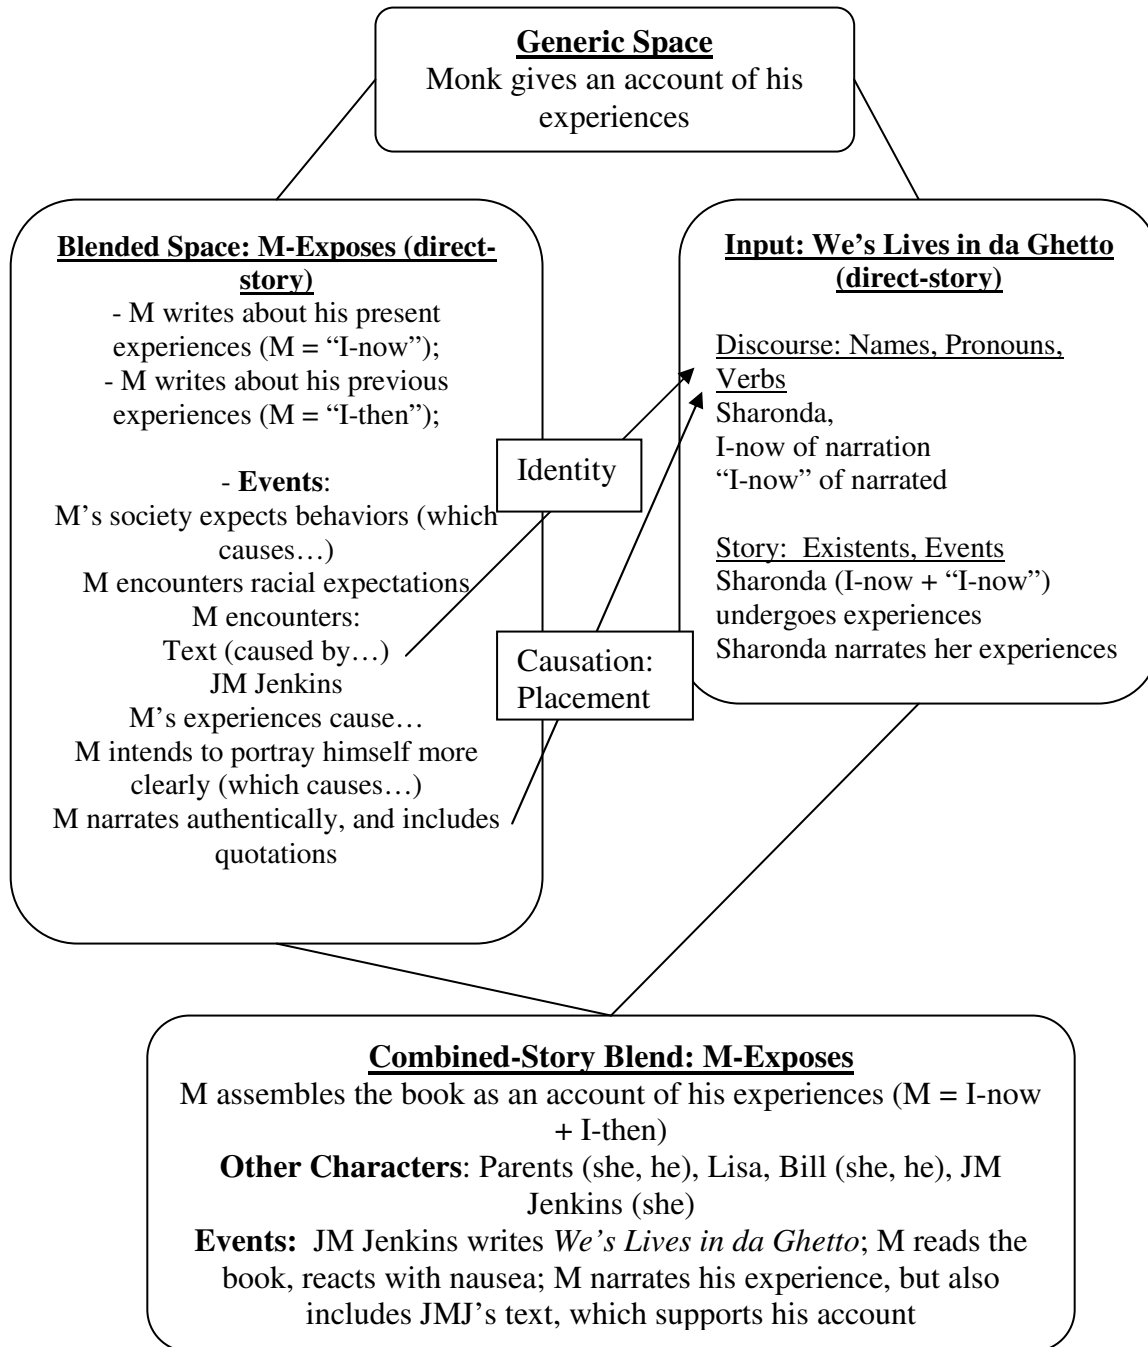 Generic Space
Monk gives an account of his
experiences
Blended Space: M-Exposes (direct-
story)
- M writes about his present
experiences (M = “I-now”);
- M writes about his previous
experiences (M = “I-then”);
- Events:
M’s society expects behaviors (which
causes…)
M encounters racial expectations
M encounters:
Text (caused by…)
JM Jenkins
M’s experiences cause…
M intends to portray himself more
clearly (which causes…)
M narrates authentically, and includes
quotations
Identity
Causation:
Placement
Input: We’s Lives in da Ghetto
(direct-story)
Discourse: Names, Pronouns,
Verbs
Sharonda,
I-now of narration
“I-now” of narrated
Story:  Existents, Events
Sharonda (I-now + “I-now”)
undergoes experiences
Sharonda narrates her experiences
Combined-Story Blend: M-Exposes
M assembles the book as an account of his experiences (M = I-now
+ I-then)
Other Characters: Parents (she, he), Lisa, Bill (she, he), JM
Jenkins (she)
Events:  JM Jenkins writes We’s Lives in da Ghetto; M reads the
book, reacts with nausea; M narrates his experience, but also
includes JMJ’s text, which supports his account